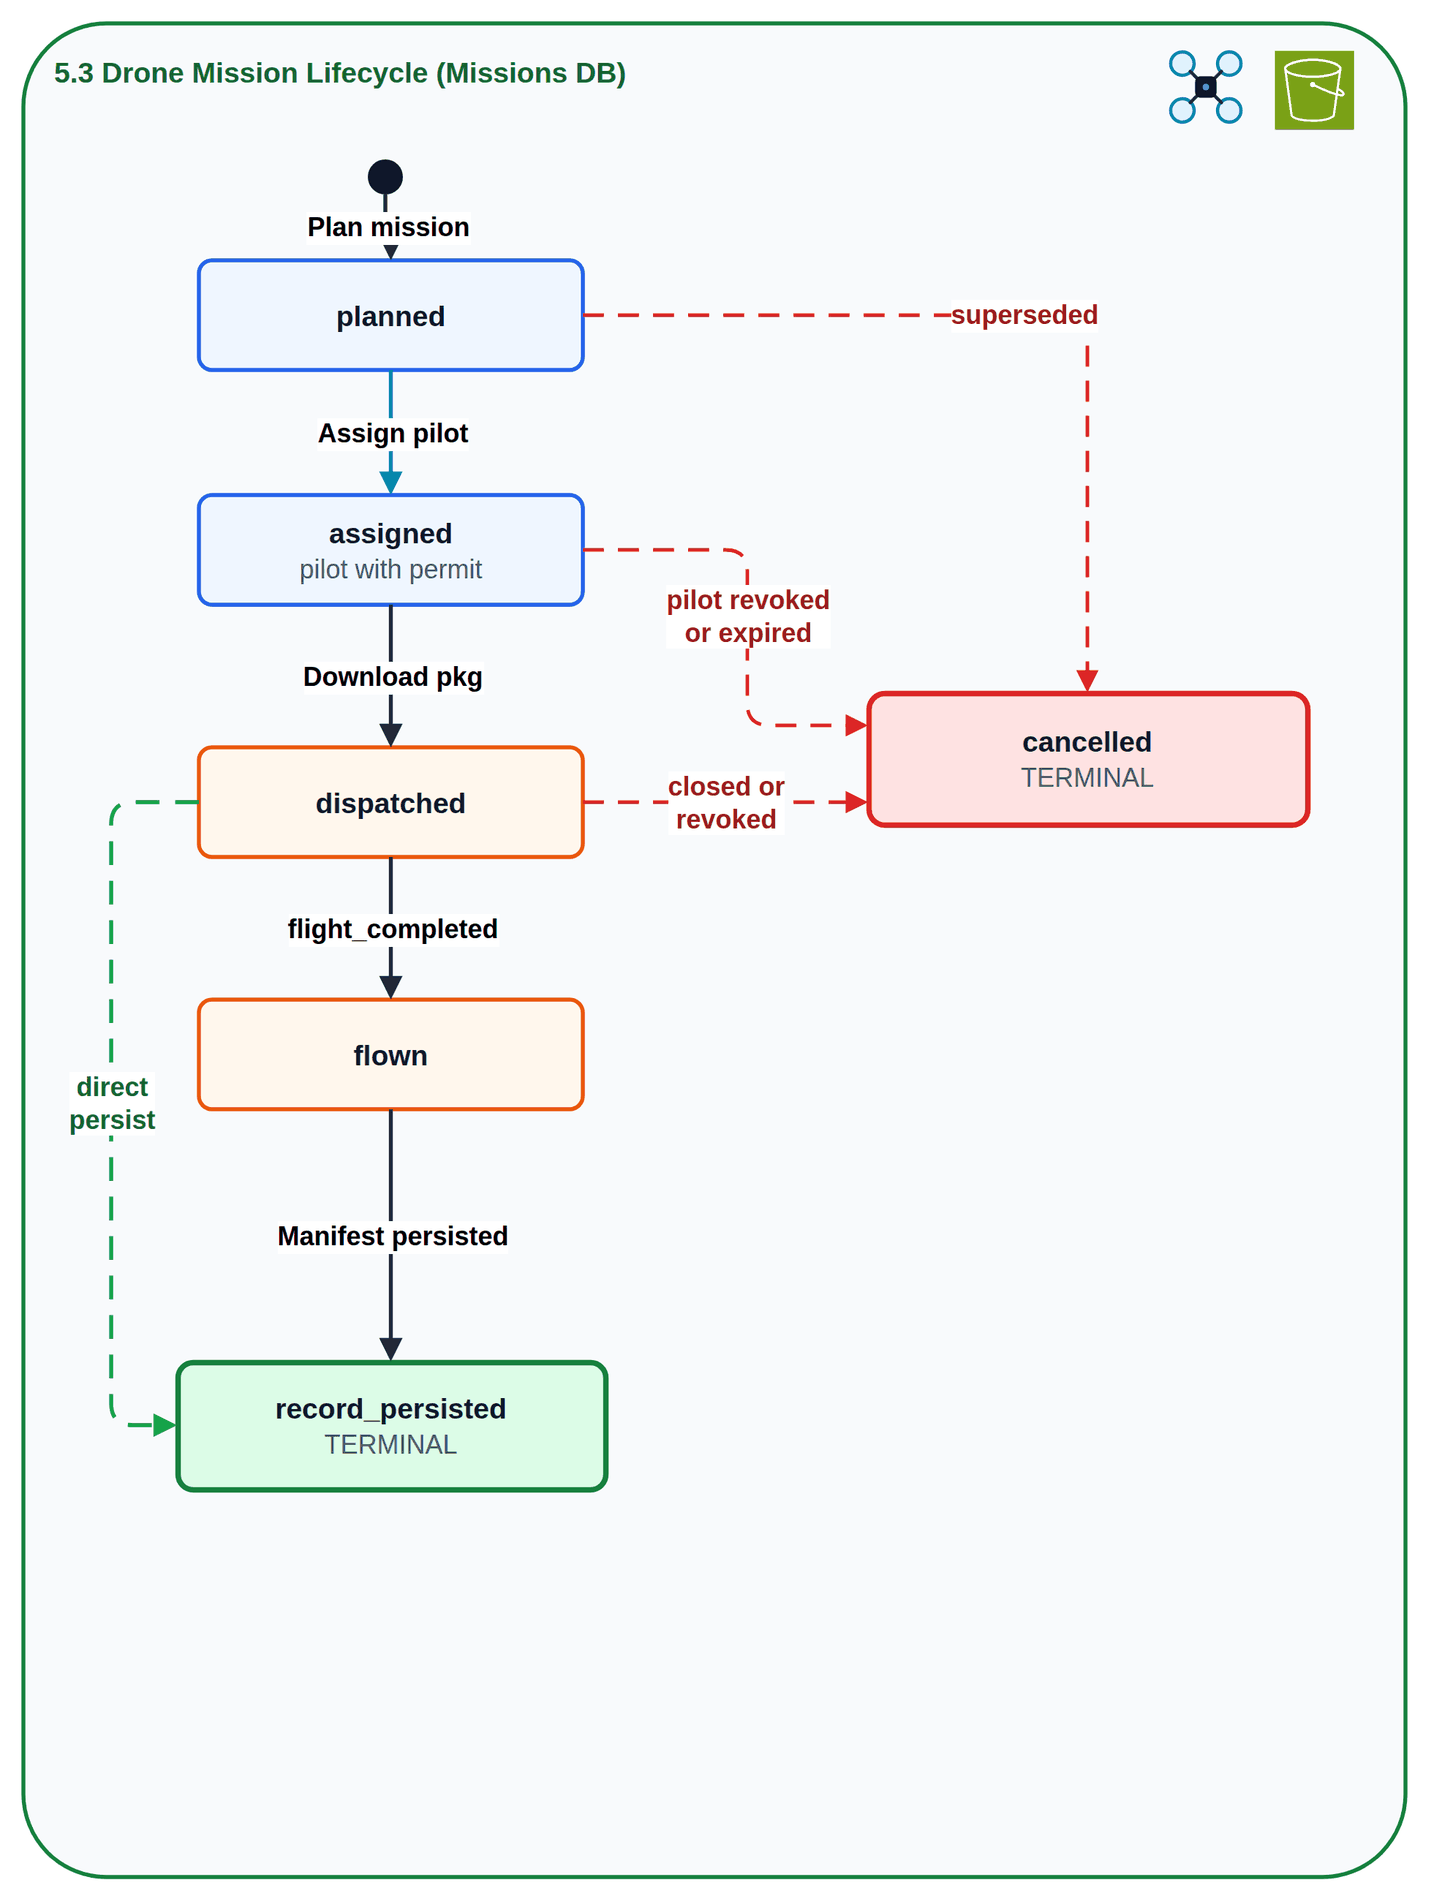 5.3 Drone Mission Lifecycle (Missions DB)
Plan mission
planned
superseded
Assign pilot
assigned
pilot with permit
pilot revoked
or expired
Download pkg
cancelled
TERMINAL
dispatched
closed or
revoked
flight_completed
flown
direct
persist
Manifest persisted
record_persisted
TERMINAL